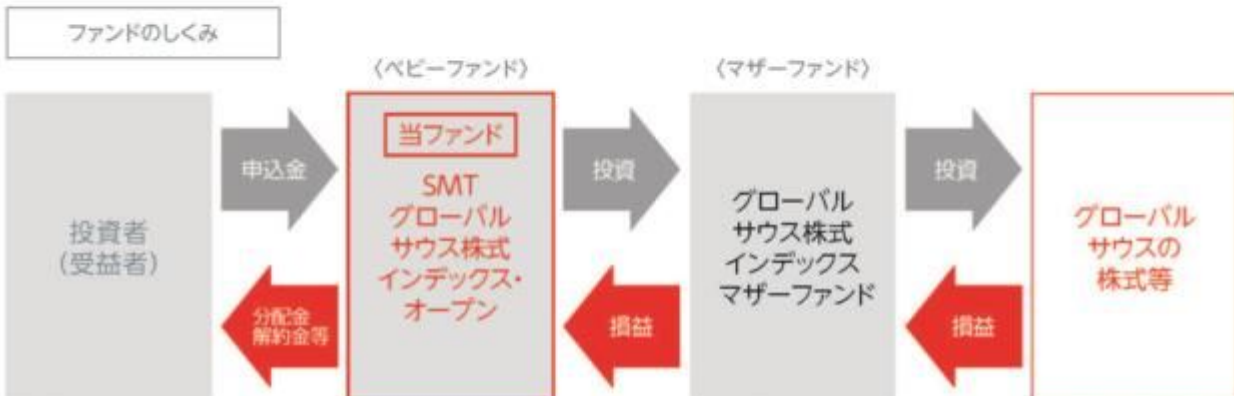 ファンドのしくみ
〈ベビーファンド〉
〈マザーファンド〉
投資者
(受益者)
申込金
分配金
解約金等
当ファンド
SMT
グローバル
サウス株式
インデックス・
オープン
投資
損益
グローバル
サウス株式
インデックス
マザーファンド
投資
損益
グローバル
サウスの
株式等